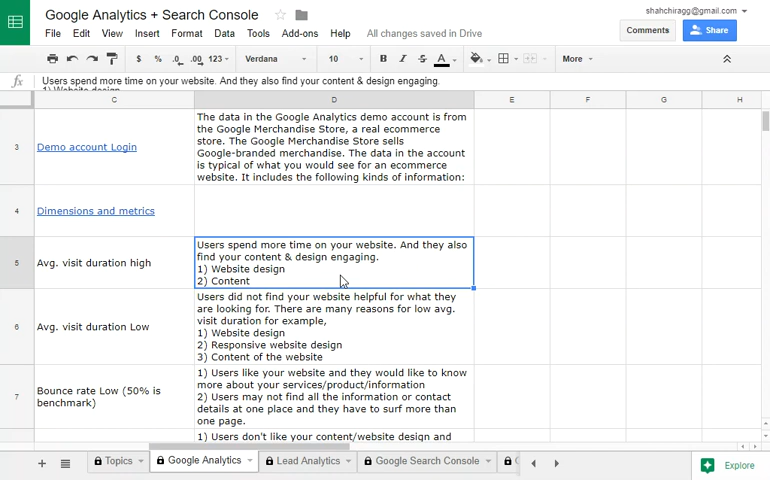 Google Analytics + Search Console
shahchiragg@gmail.com
File Edit View Insert Format Data Tools Add-ons Help All changes saved in Drive
Comments
Share
$ % .0 .00 123 Verdana 10 B I S A More
fx Users spend more time on your website. And they also find your content & design engaging.
1) Website design
C D E F G H
3
Demo account Login
The data in the Google Analytics demo account is from
the Google Merchandise Store, a real ecommerce
store. The Google Merchandise Store sells
Google-branded merchandise. The data in the account
is typical of what you would see for an ecommerce
website. It includes the following kinds of information:
4
Dimensions and metrics
5
Avg. visit duration high
Users spend more time on your website. And they also
find your content & design engaging.
1) Website design
2) Content
6
Avg. visit duration Low
Users did not find your website helpful for what they
are looking for. There are many reasons for low avg.
visit duration for example,
1) Website design
2) Responsive website design
3) Content of the website
7
Bounce rate Low (50% is
benchmark)
1) Users like your website and they would like to know
more about your services/product/information
2) Users may not find all the information or contact
details at one place and they have to surf more than
one page.
1) Users don't like your content/website design and
Topics Google Analytics Lead Analytics Google Search Console
Explore